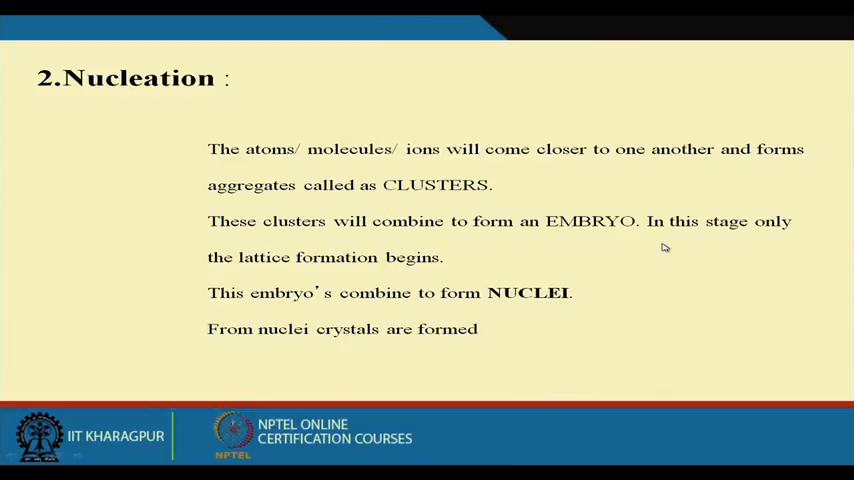 2.Nucleation :
The atoms/ molecules/ ions will come closer to one another and forms
aggregates called as CLUSTERS.
These clusters will combine to form an EMBRYO. In this stage only
the lattice formation begins.
This embryo’s combine to form NUCLEI.
From nuclei crystals are formed
IIT KHARAGPUR
NPTEL
NPTEL ONLINE
CERTIFICATION COURSES